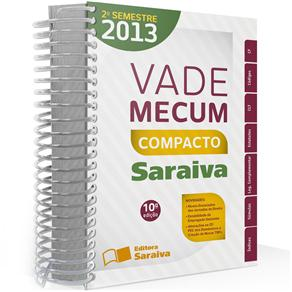 2º SEMESTRE
2013
VADE
MECUM
COMPACTO
Saraiva
10ª
edição
NOVIDADES
Editora
Saraiva
CF
Códigos
CLT
Estatutos
Leg. Complementar
Súmulas
Índices